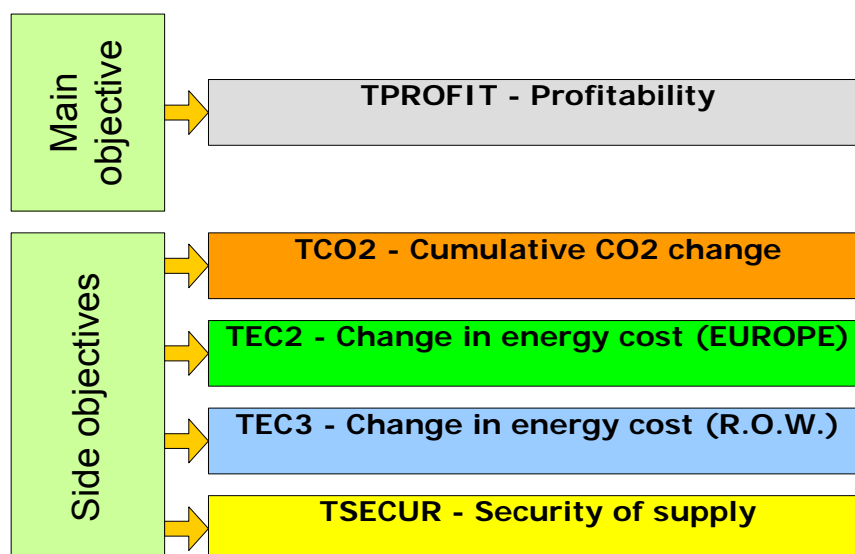 Main
objective
TPROFIT - Profitability
Side objectives
TCO2 - Cumulative CO2 change
TEC2 - Change in energy cost (EUROPE)
TEC3 - Change in energy cost (R.O.W.)
TSECUR - Security of supply